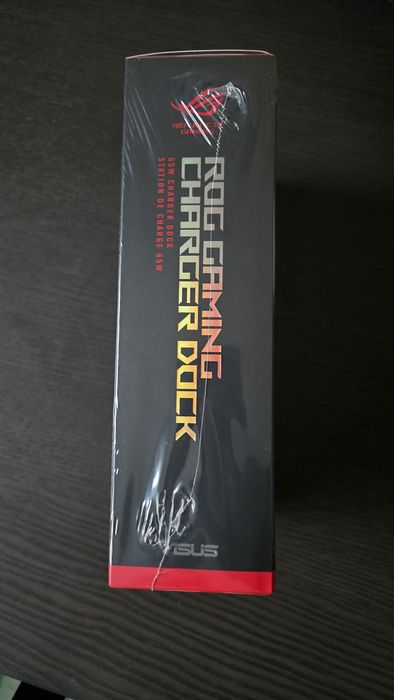 REPUBLIC OF
GAMERS
ROG GAMING
CHARGER DOCK
65W CHARGER DOCK
STATION DE CHARGE 65W
ASUS